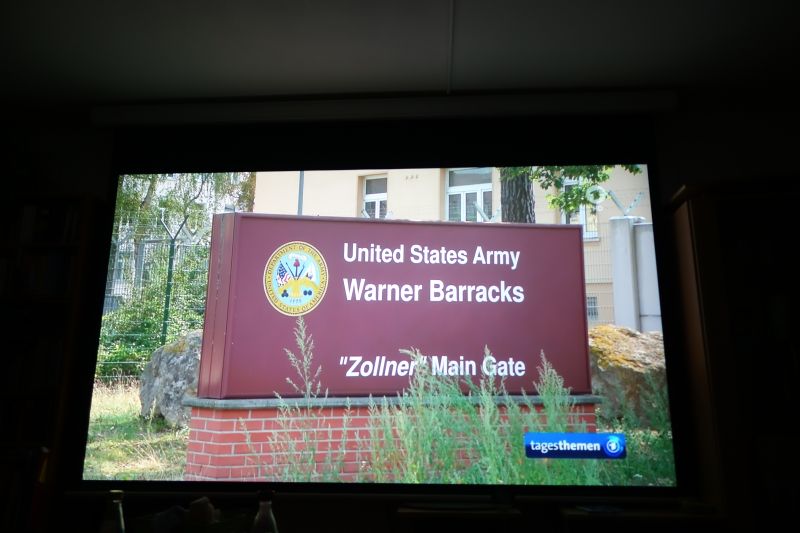 United States Army
Warner Barracks
"Zollner" Main Gate
tagesthemen